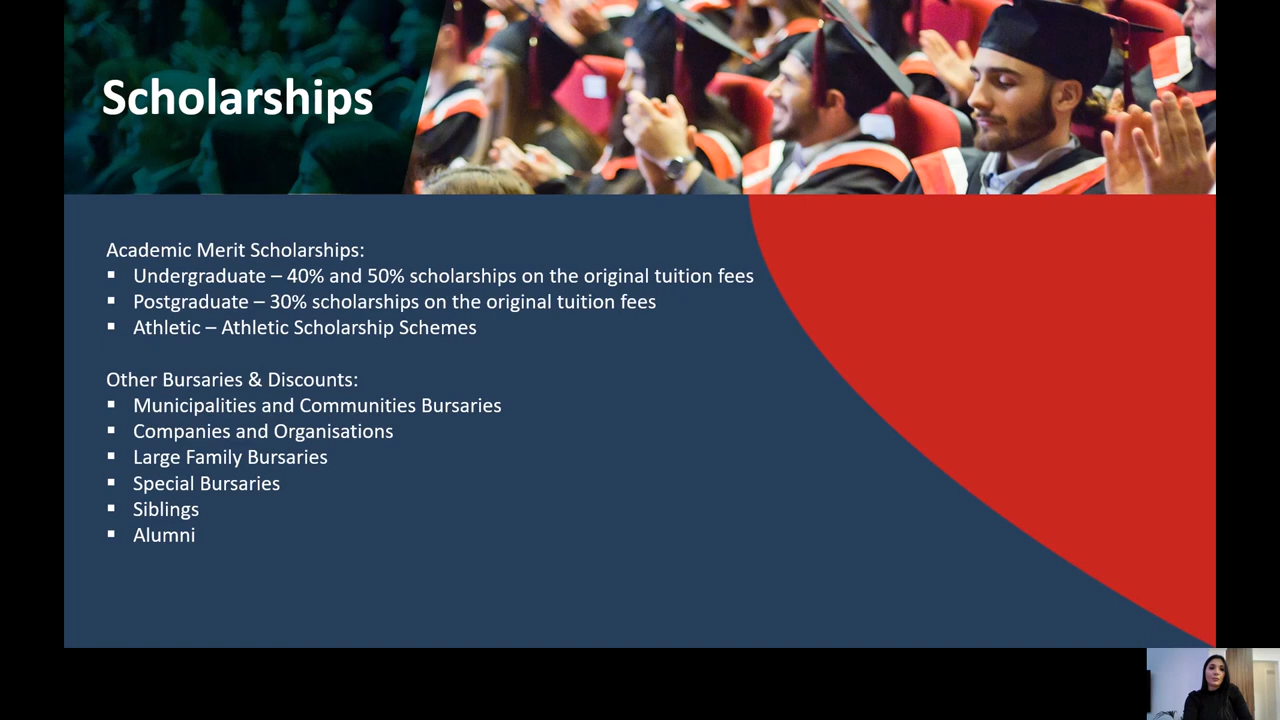 Scholarships
Academic Merit Scholarships:
▪ Undergraduate – 40% and 50% scholarships on the original tuition fees
▪ Postgraduate – 30% scholarships on the original tuition fees
▪ Athletic – Athletic Scholarship Schemes
Other Bursaries & Discounts:
▪ Municipalities and Communities Bursaries
▪ Companies and Organisations
▪ Large Family Bursaries
▪ Special Bursaries
▪ Siblings
▪ Alumni